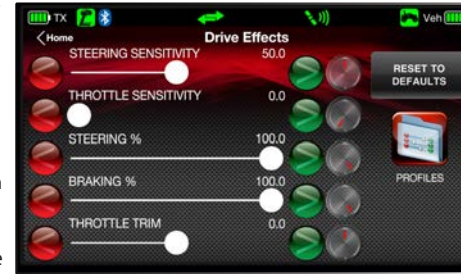 TX Veh
Home Drive Effects
STEERING SENSITIVITY 50.0
RESET TO
DEFAULTS
THROTTLE SENSITIVITY 0.0
STEERING % 100.0
PROFILES
BRAKING % 100.0
THROTTLE TRIM 0.0